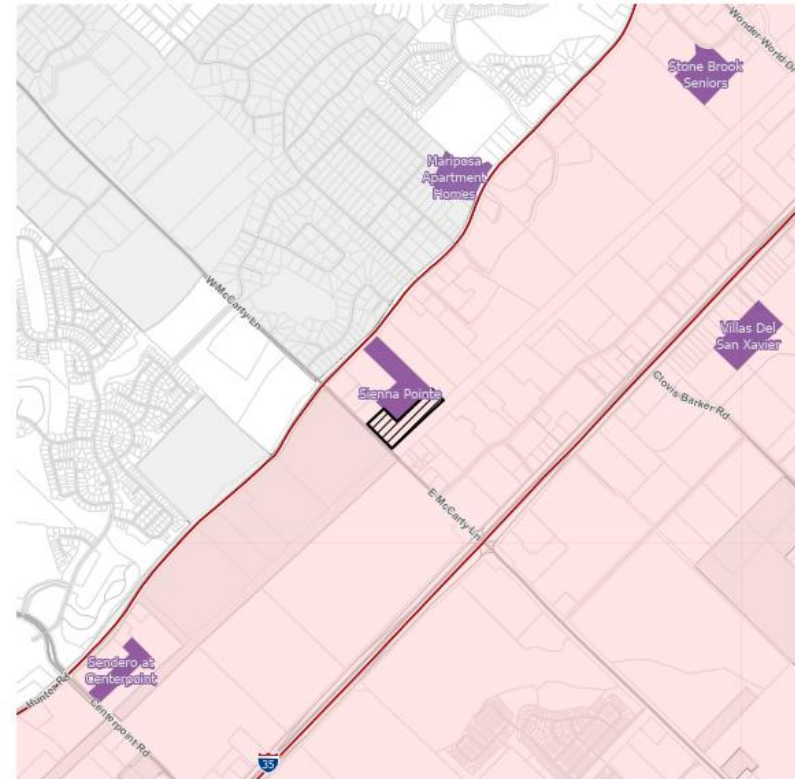 Wonder World Dr
Stone Brook
Seniors
Mariposa
Apartment
Homes
W McCarty Ln
Villas Del
San Xavier
Sienna Pointe
Clovis Barker Rd
E McCarty Ln
Sendero at
Centerpoint
Hunter Rd
Centerpoint Rd
35